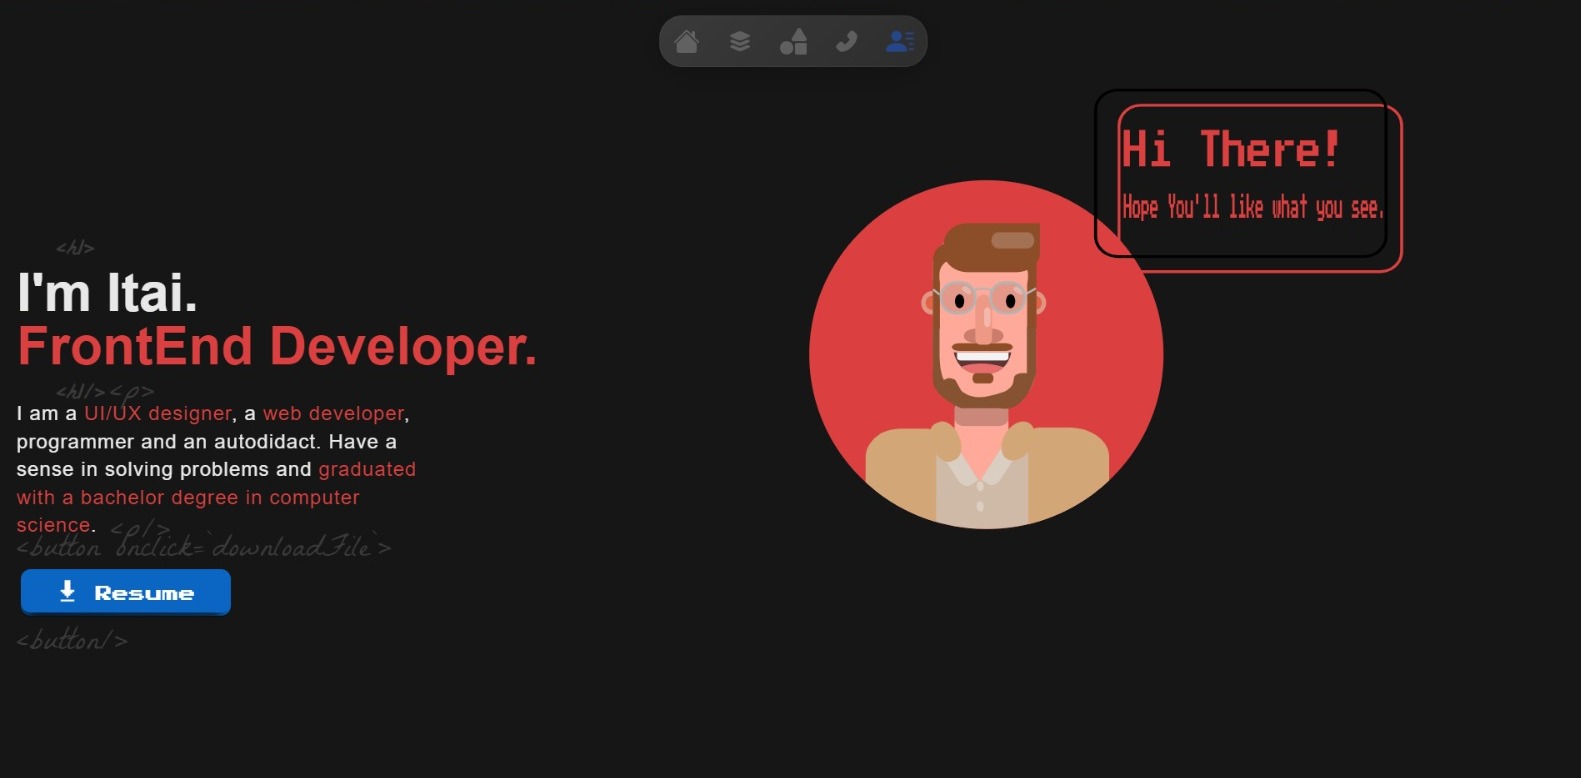 Hi There!
Hope You'll like what you see.
<h1>
I'm Itai.
FrontEnd Developer.
<h1/> <p>
I am a UI/UX designer, a web developer,
programmer and an autodidact. Have a
sense in solving problems and graduated
with a bachelor degree in computer
science. <p/>
<button onclick=`downloadFile`>
Resume
<button/>